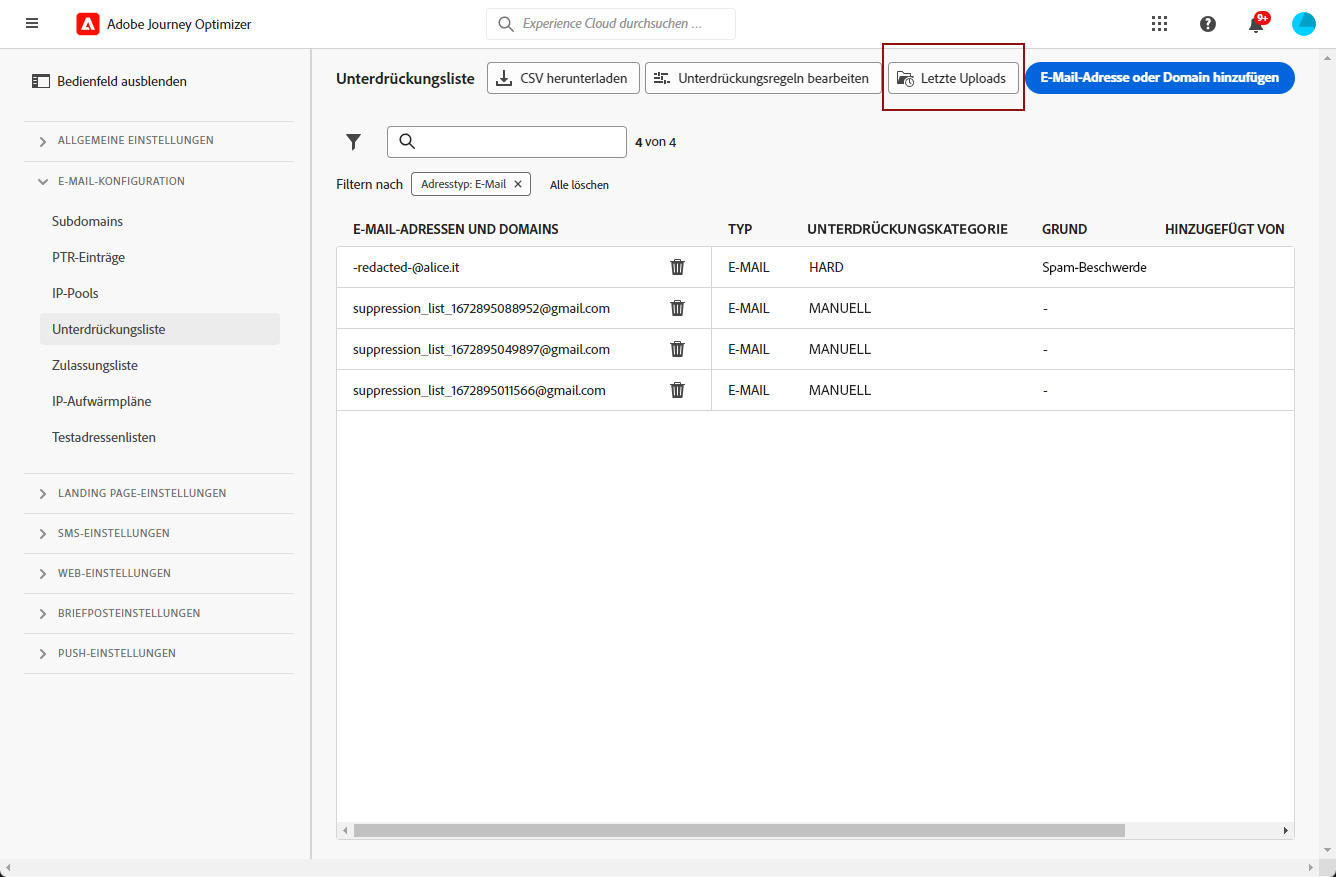 Adobe Journey Optimizer
Experience Cloud durchsuchen ...
9+
Bedienfeld ausblenden
ALLGEMEINE EINSTELLUNGEN
E-MAIL-KONFIGURATION
Subdomains
PTR-Einträge
IP-Pools
Unterdrückungsliste
Zulassungsliste
IP-Aufwärmpläne
Testadressenlisten
LANDING PAGE-EINSTELLUNGEN
SMS-EINSTELLUNGEN
WEB-EINSTELLUNGEN
BRIEFPOSTEINSTELLUNGEN
PUSH-EINSTELLUNGEN
Unterdrückungsliste CSV herunterladen Unterdrückungsregeln bearbeiten Letzte Uploads E-Mail-Adresse oder Domain hinzufügen
4 von 4
Filtern nach Adresstyp: E-Mail × Alle löschen
E-MAIL-ADRESSEN UND DOMAINS TYP UNTERDRÜCKUNGSKATEGORIE GRUND HINZUGEFÜGT VON
-redacted-@alice.it E-MAIL HARD Spam-Beschwerde
suppression_list_1672895088952@gmail.com E-MAIL MANUELL -
suppression_list_1672895049897@gmail.com E-MAIL MANUELL -
suppression_list_1672895011566@gmail.com E-MAIL MANUELL -